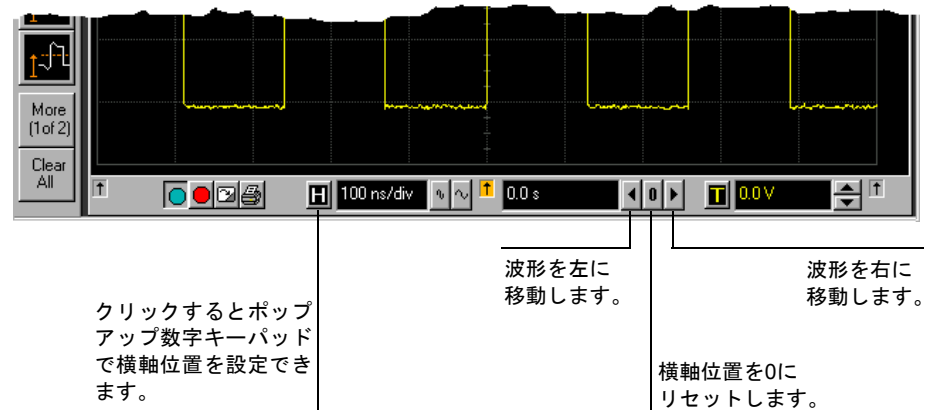 More
(1of 2)
Clear
All
H 100 ns/div 0.0 s 0 T 0.0 V
波形を左に
移動します。
波形を右に
移動します。
クリックするとポップ
アップ数字キーパッド
で横軸位置を設定でき
ます。
横軸位置を0に
リセットします。